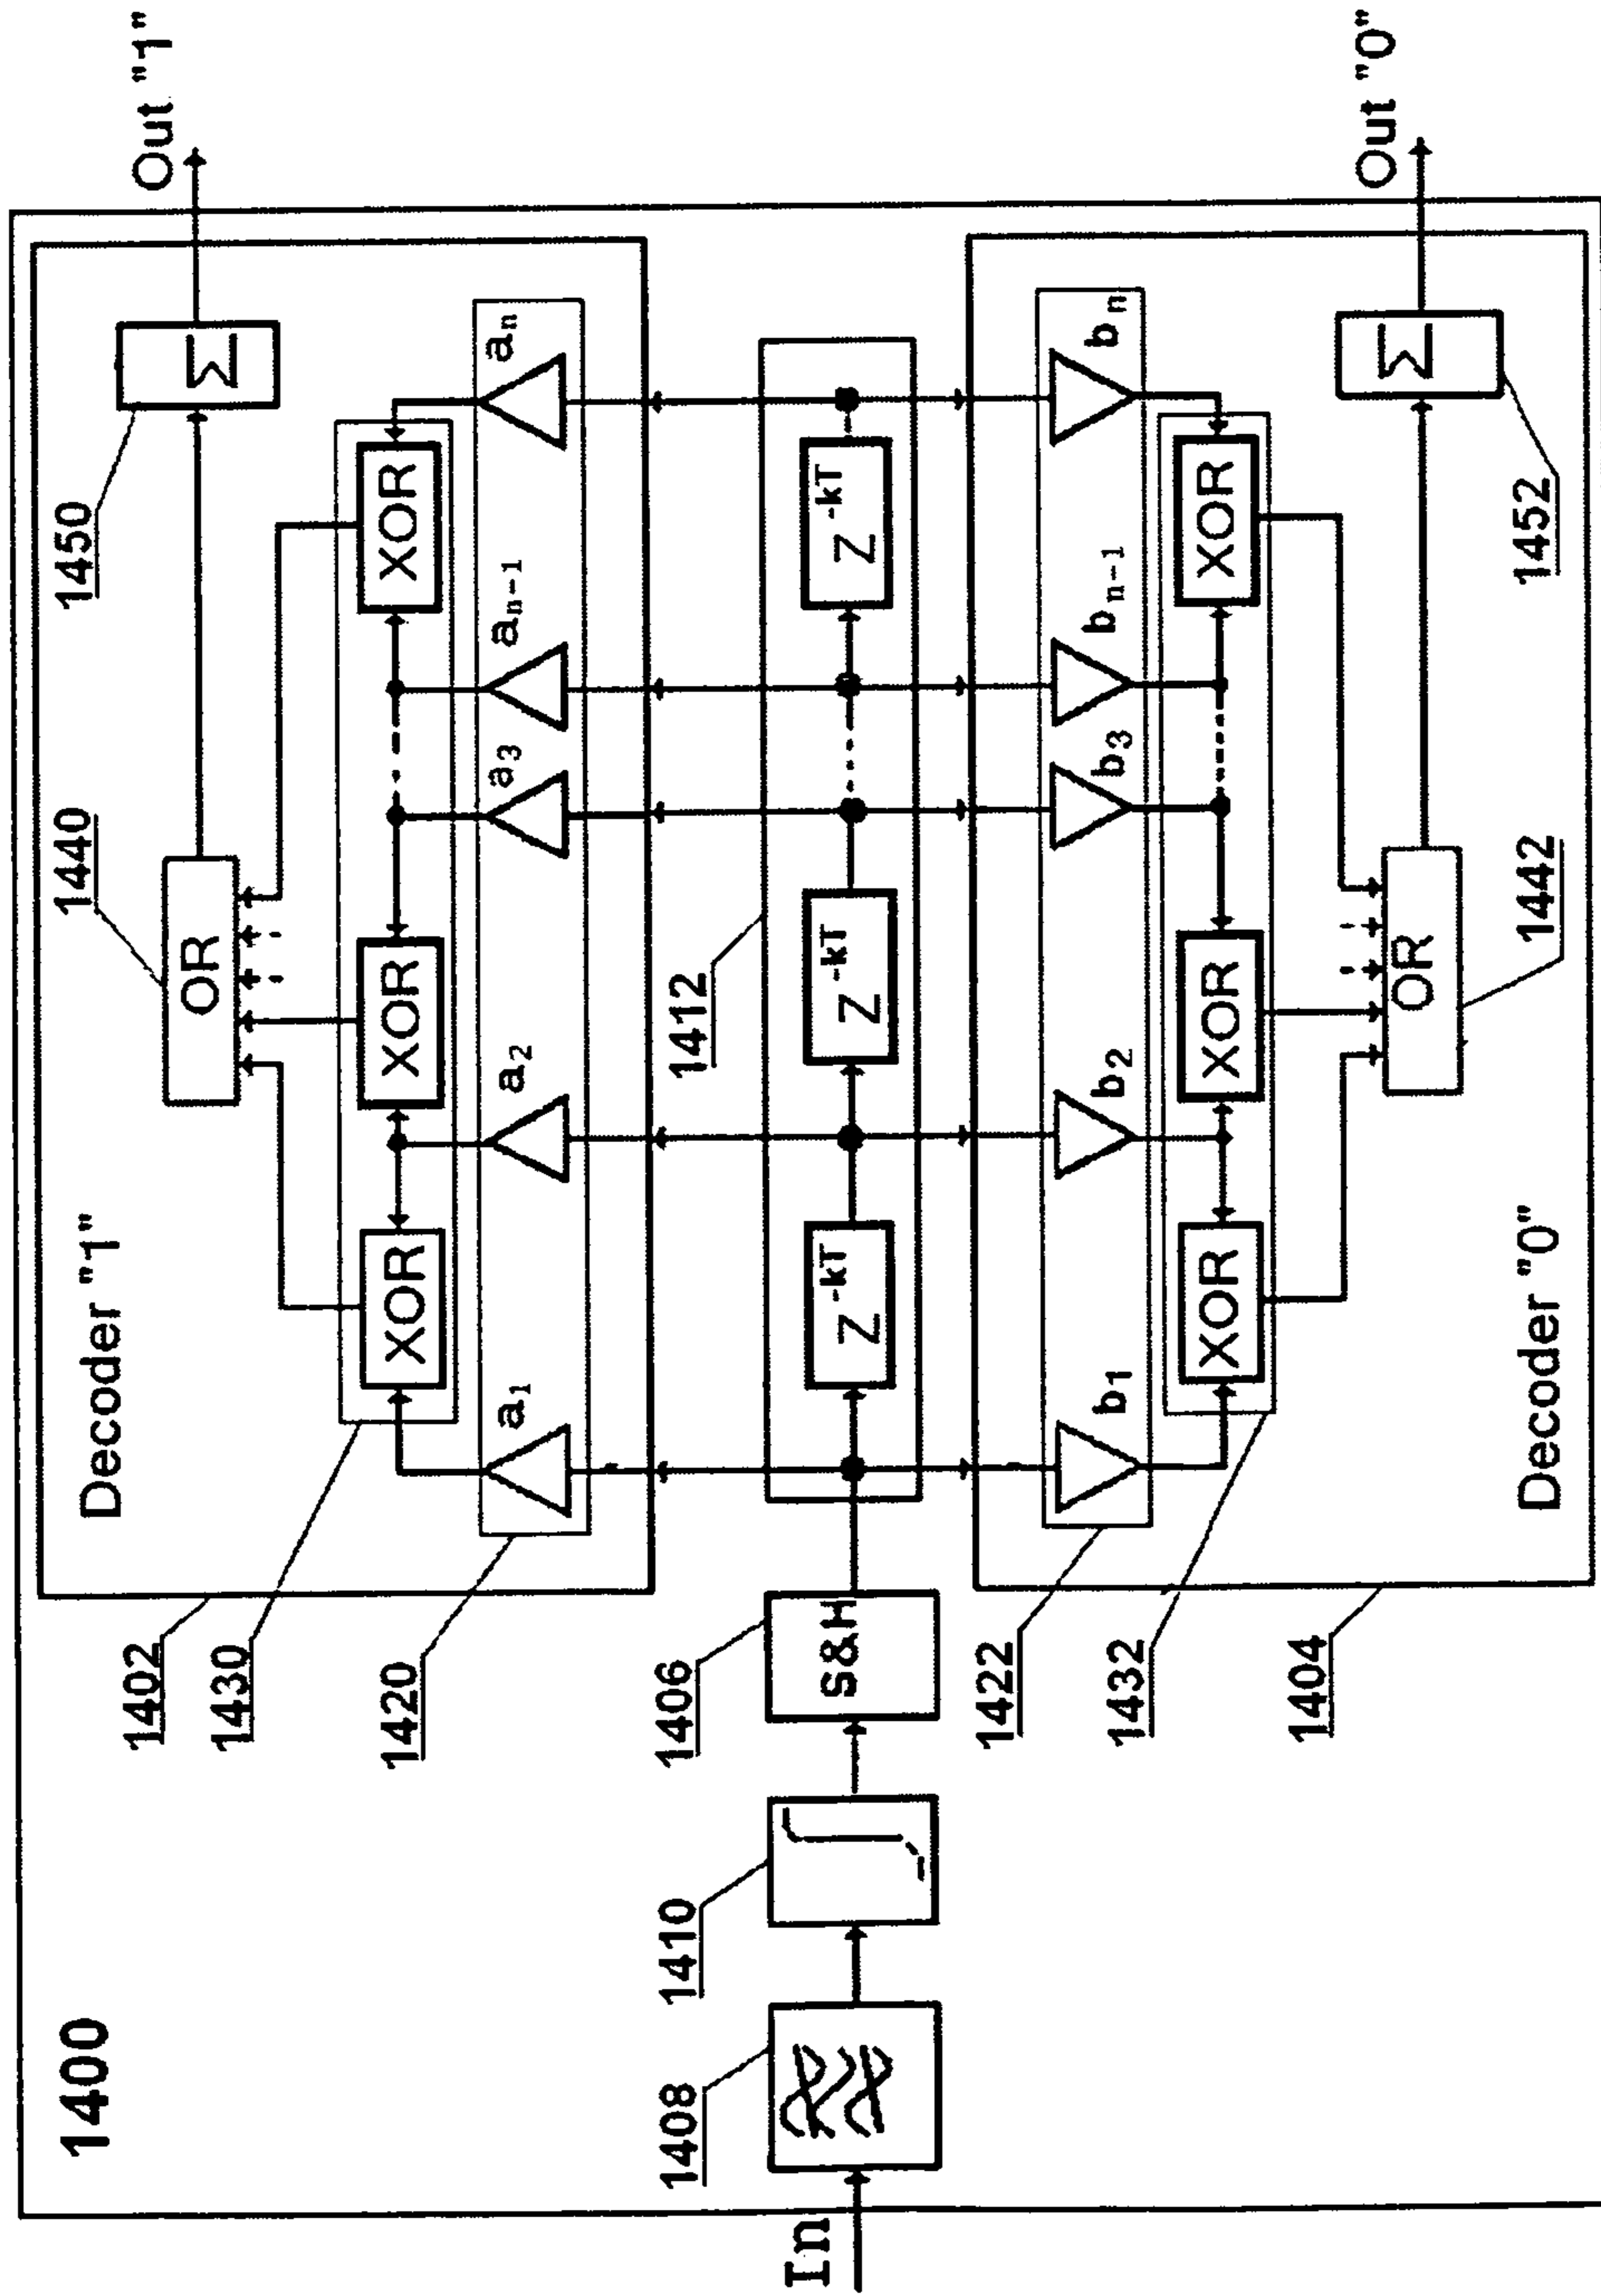 1400
Decoder "1"
1440
1450
Out "1"
OR
Σ
XOR
XOR
XOR
a1
a2
a3
an-1
an
1402
1430
1420
1412
In
1408
1410
1406
S&H
Z-kT
Z-kT
Z-kT
1422
1432
1404
b1
b2
b3
bn-1
bn
XOR
XOR
XOR
OR
Σ
Out "0"
Decoder "0"
1442
1452